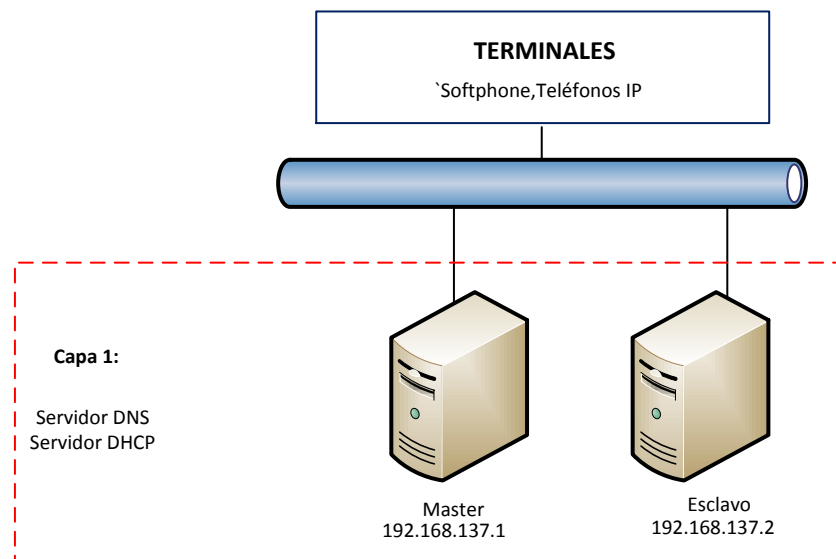 TERMINALES
`Softphone,Teléfonos IP
Capa 1:
Servidor DNS
Servidor DHCP
Master
192.168.137.1
Esclavo
192.168.137.2